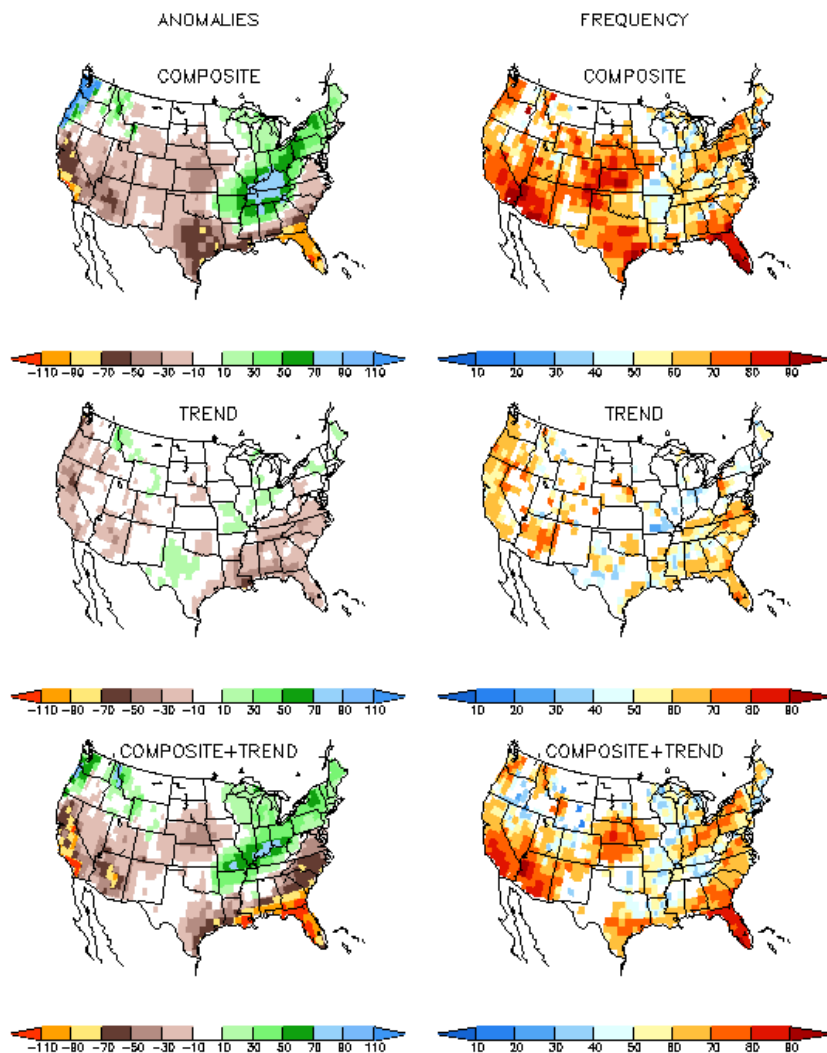 ANOMALIES FREQUENCY
COMPOSITE COMPOSITE
-110 -90 -70 -50 -30 -10 10 30 50 70 90 110
10 20 30 40 50 60 70 80 90
TREND TREND
-110 -90 -70 -50 -30 -10 10 30 50 70 90 110
10 20 30 40 50 60 70 80 90
COMPOSITE+TREND COMPOSITE+TREND
-110 -90 -70 -50 -30 -10 10 30 50 70 90 110
10 20 30 40 50 60 70 80 90